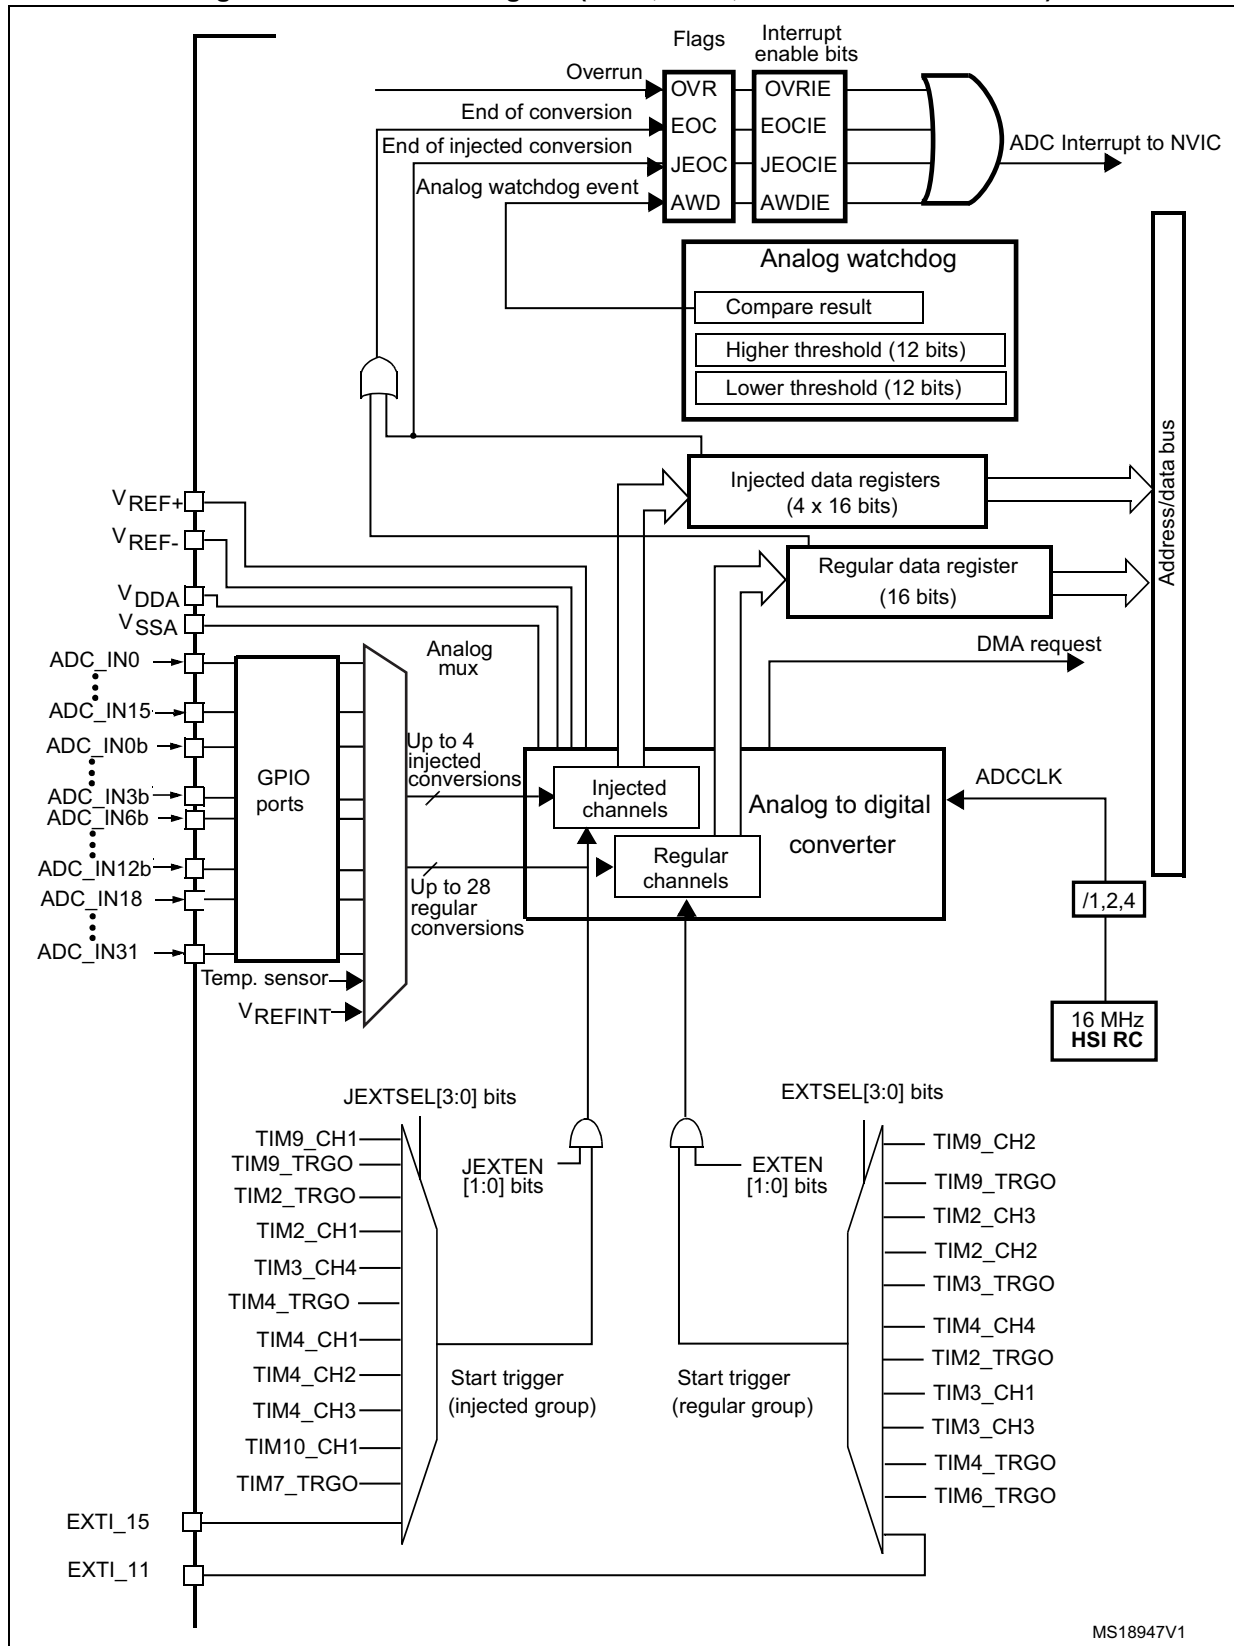 Flags
Interrupt
enable bits
Overrun
OVR
OVRIE
End of conversion
EOC
EOCIE
End of injected conversion
JEOC
JEOCIE
ADC Interrupt to NVIC
Analog watchdog event
AWD
AWDIE
Analog watchdog
Compare result
Higher threshold (12 bits)
Lower threshold (12 bits)
Address/data bus
Injected data registers
(4 x 16 bits)
Regular data register
(16 bits)
DMA request
VREF+
VREF-
VDDA
VSSA
ADC_IN0
ADC_IN15
ADC_IN0b
ADC_IN3b
ADC_IN6b
ADC_IN12b
ADC_IN18
ADC_IN31
GPIO
ports
Analog
mux
Temp. sensor
VREFINT
Up to 4
injected
conversions
Up to 28
regular
conversions
Injected
channels
Regular
channels
Analog to digital
converter
ADCCLK
/1,2,4
16 MHz
HSI RC
JEXTSEL[3:0] bits
TIM9_CH1
TIM9_TRGO
TIM2_TRGO
TIM2_CH1
TIM3_CH4
TIM4_TRGO
TIM4_CH1
TIM4_CH2
TIM4_CH3
TIM10_CH1
TIM7_TRGO
JEXTEN
[1:0] bits
Start trigger
(injected group)
EXTSEL[3:0] bits
EXTEN
[1:0] bits
Start trigger
(regular group)
TIM9_CH2
TIM9_TRGO
TIM2_CH3
TIM2_CH2
TIM3_TRGO
TIM4_CH4
TIM2_TRGO
TIM3_CH1
TIM3_CH3
TIM4_TRGO
TIM6_TRGO
EXTI_15
EXTI_11
MS18947V1